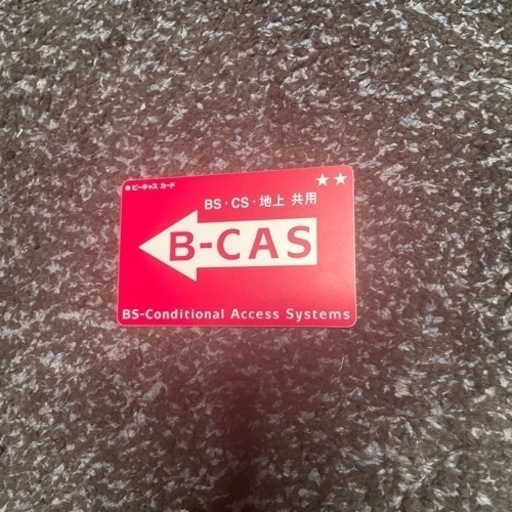 ビーキャス カード
★★
BS・CS・地上 共用
B-CAS
BS-Conditional Access Systems